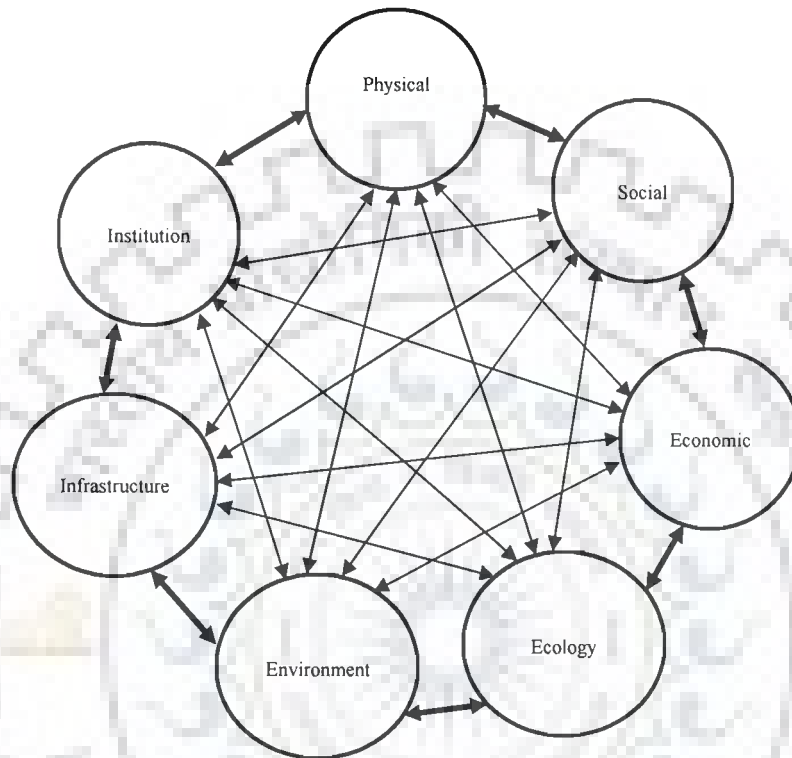 Physical
Social
Institution
Economic
Infrastructure
Ecology
Environment